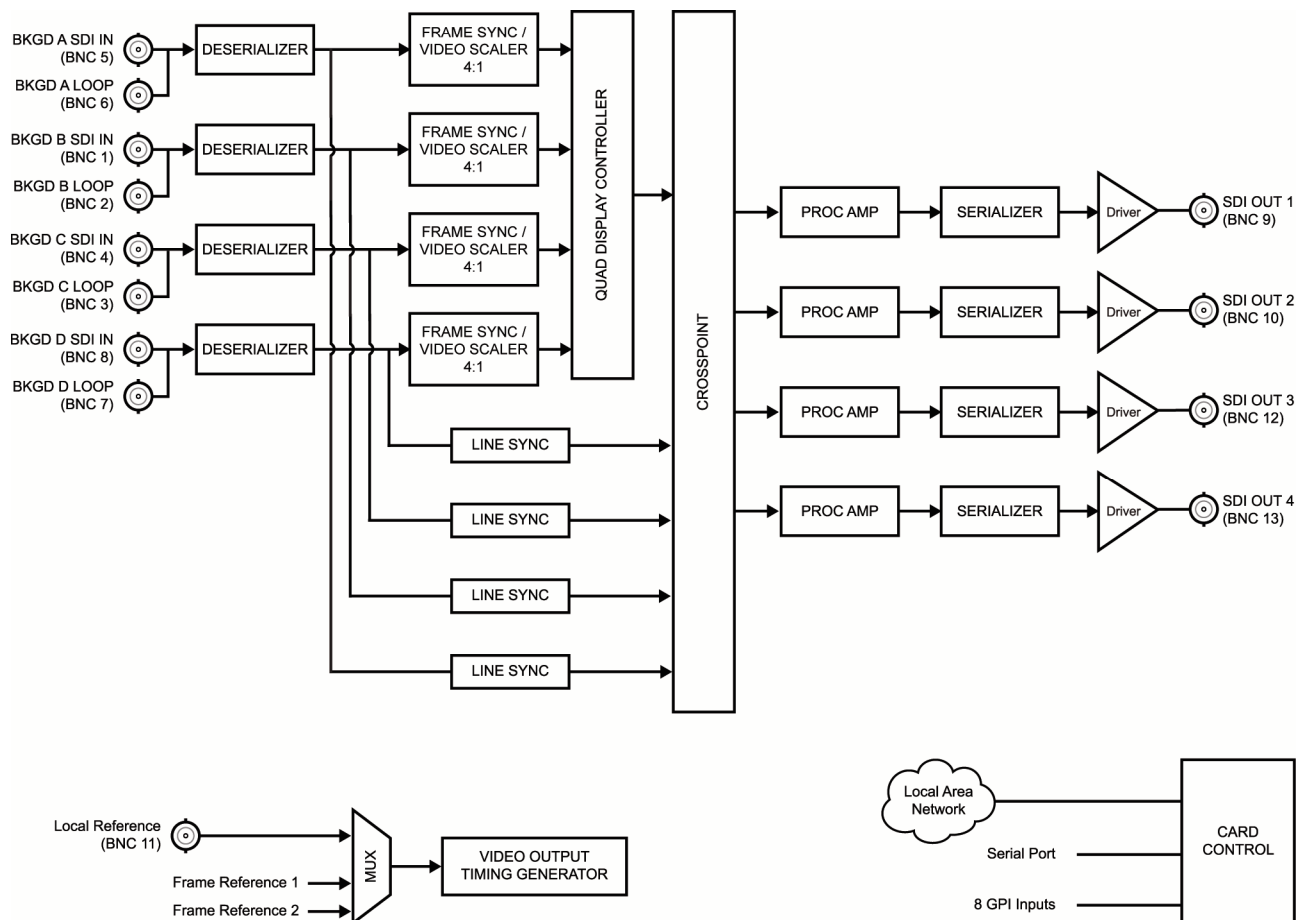 BKGD A SDI IN
(BNC 5)
BKGD A LOOP
(BNC 6)
BKGD B SDI IN
(BNC 1)
BKGD B LOOP
(BNC 2)
BKGD C SDI IN
(BNC 4)
BKGD C LOOP
(BNC 3)
BKGD D SDI IN
(BNC 8)
BKGD D LOOP
(BNC 7)
DESERIALIZER
DESERIALIZER
DESERIALIZER
DESERIALIZER
FRAME SYNC /
VIDEO SCALER
4:1
FRAME SYNC /
VIDEO SCALER
4:1
FRAME SYNC /
VIDEO SCALER
4:1
FRAME SYNC /
VIDEO SCALER
4:1
QUAD DISPLAY CONTROLLER
LINE SYNC
LINE SYNC
LINE SYNC
LINE SYNC
CROSSPOINT
PROC AMP
SERIALIZER
Driver
SDI OUT 1
(BNC 9)
PROC AMP
SERIALIZER
Driver
SDI OUT 2
(BNC 10)
PROC AMP
SERIALIZER
Driver
SDI OUT 3
(BNC 12)
PROC AMP
SERIALIZER
Driver
SDI OUT 4
(BNC 13)
Local Reference
(BNC 11)
Frame Reference 1
Frame Reference 2
MUX
VIDEO OUTPUT
TIMING GENERATOR
Local Area
Network
Serial Port
8 GPI Inputs
CARD
CONTROL